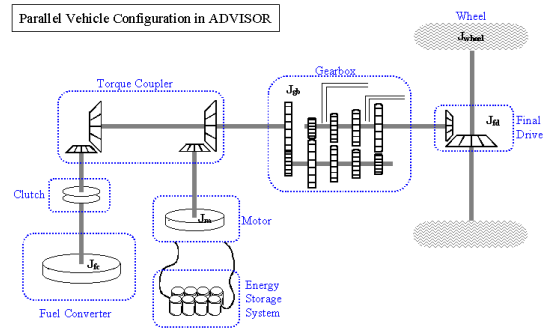 Parallel Vehicle Configuration in ADVISOR
Wheel
Jwheel
Torque Coupler
Gearbox
Jgb
Jfd
Final
Drive
Clutch
Jm
Motor
Jfc
Energy
Storage
System
Fuel Converter